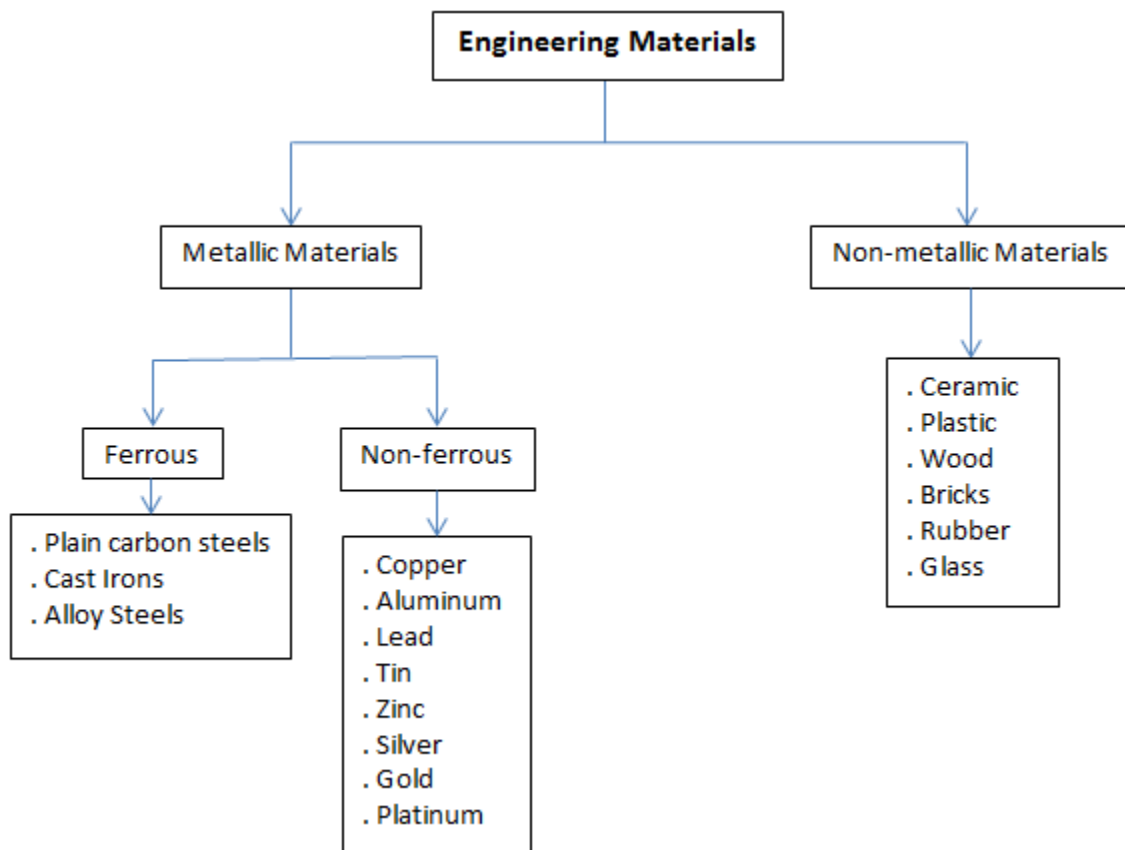 Engineering Materials
Metallic Materials
Non-metallic Materials
Ferrous
Non-ferrous
. Plain carbon steels
. Cast Irons
. Alloy Steels
. Copper
. Aluminum
. Lead
. Tin
. Zinc
. Silver
. Gold
. Platinum
. Ceramic
. Plastic
. Wood
. Bricks
. Rubber
. Glass